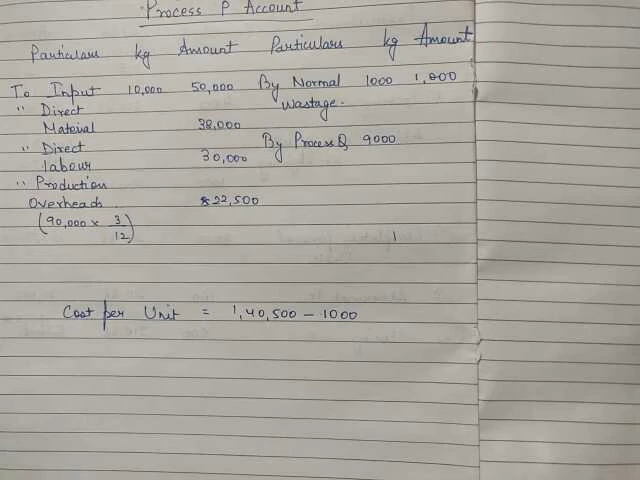 Process P Account
Particulars kg Amount Particulars kg Amount
To Input 10,000 50,000 By Normal 1000 1,000
" Direct wastage.
Material 38,000
" Direct By Process Q 9000
labour 30,000
" Production
Overheads 22,500
(90,000 x 3/12)
Cost per Unit = 1,40,500 - 1000